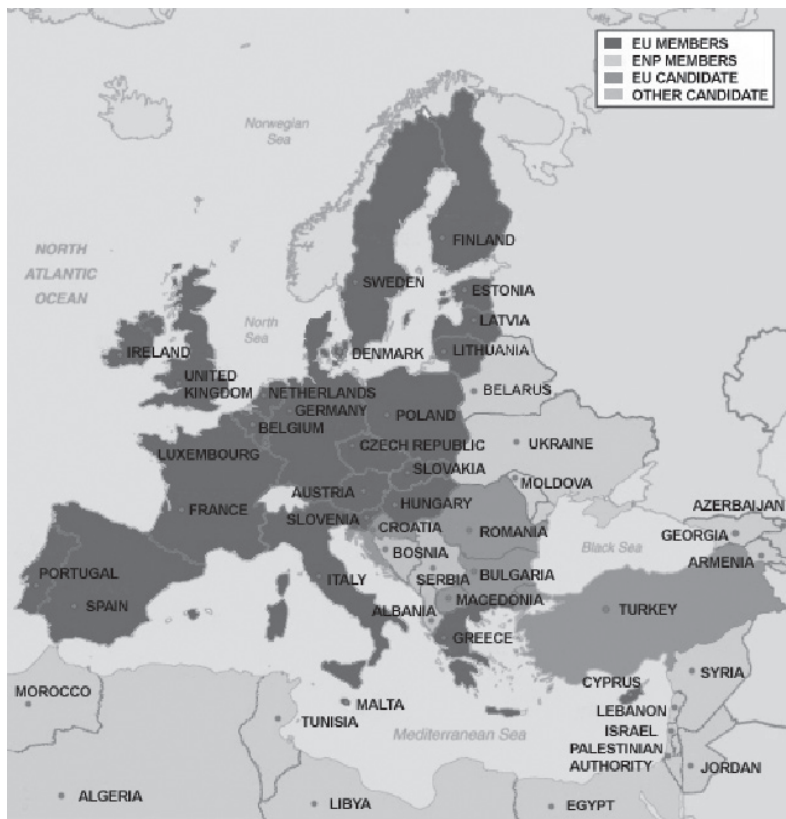 EU MEMBERS
ENP MEMBERS
EU CANDIDATE
OTHER CANDIDATE
Norwegian
Sea
NORTH
ATLANTIC
OCEAN
FINLAND
SWEDEN
ESTONIA
North
Sea
LATVIA
IRELAND
DENMARK
LITHUANIA
UNITED
KINGDOM
NETHERLANDS
BELARUS
GERMANY
POLAND
BELGIUM
LUXEMBOURG
CZECH REPUBLIC
UKRAINE
SLOVAKIA
MOLDOVA
AUSTRIA
HUNGARY
AZERBAIJAN
FRANCE
SLOVENIA
CROATIA
ROMANIA
GEORGIA
BOSNIA
Black Sea
ARMENIA
PORTUGAL
ITALY
SERBIA
BULGARIA
SPAIN
MACEDONIA
ALBANIA
TURKEY
GREECE
CYPRUS
SYRIA
MOROCCO
MALTA
LEBANON
TUNISIA
ISRAEL
Mediterranean Sea
PALESTINIAN
AUTHORITY
JORDAN
ALGERIA
LIBYA
EGYPT